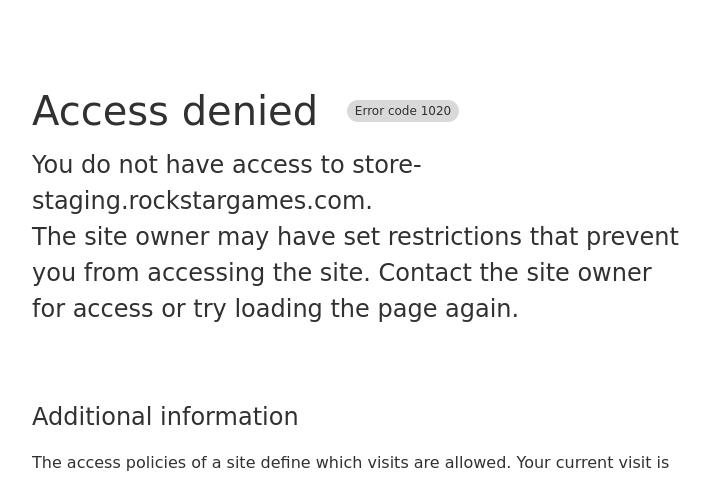 Access denied
Error code 1020
You do not have access to store-
staging.rockstargames.com.
The site owner may have set restrictions that prevent
you from accessing the site. Contact the site owner
for access or try loading the page again.
Additional information
The access policies of a site define which visits are allowed. Your current visit is